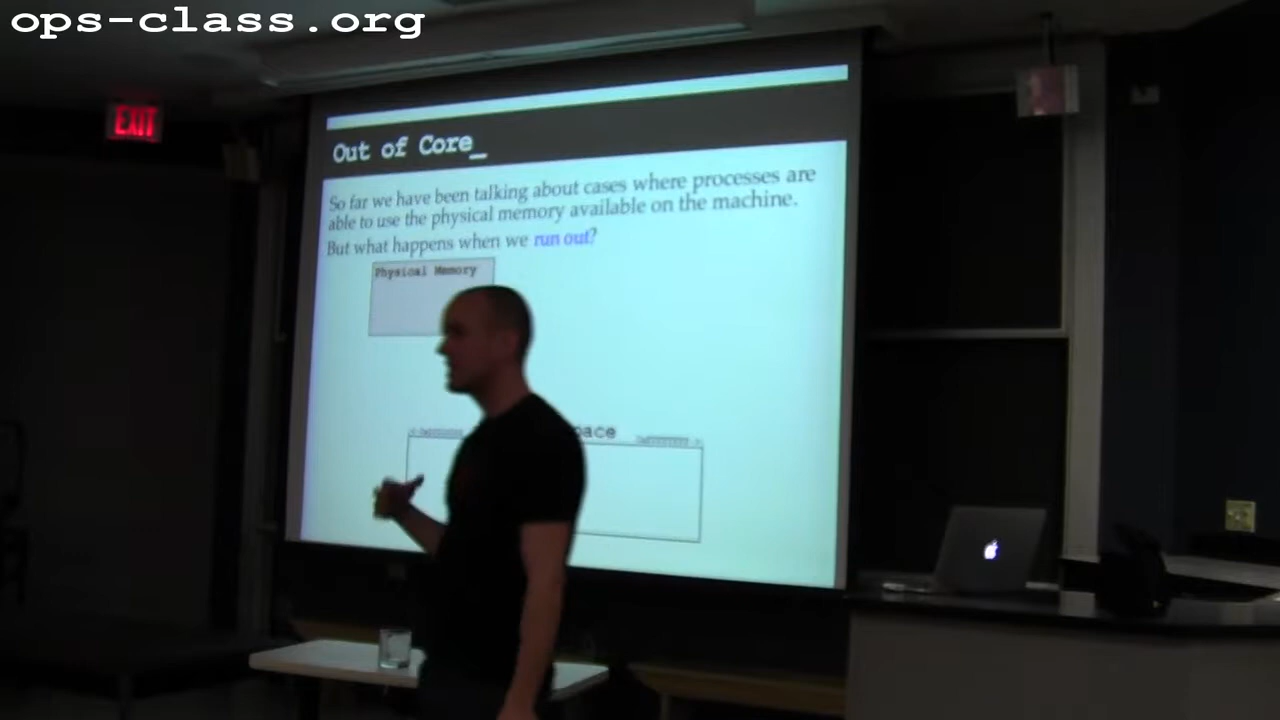 ops-class.org
EXIT
Out of Core_
So far we have been talking about cases where processes are
able to use the physical memory available on the machine.
But what happens when we run out?
Physical Memory
pace